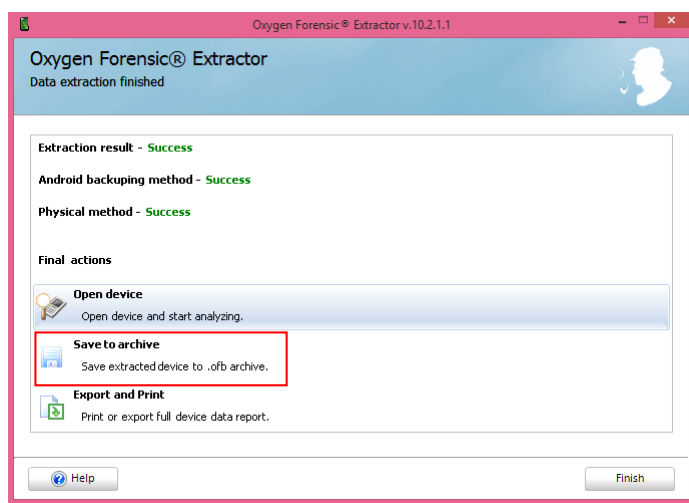 Oxygen Forensic® Extractor v.10.2.1.1
Oxygen Forensic® Extractor
Data extraction finished
Extraction result - Success
Android backuping method - Success
Physical method - Success
Final actions
Open device
Open device and start analyzing.
Save to archive
Save extracted device to .ofb archive.
Export and Print
Print or export full device data report.
Help
Finish